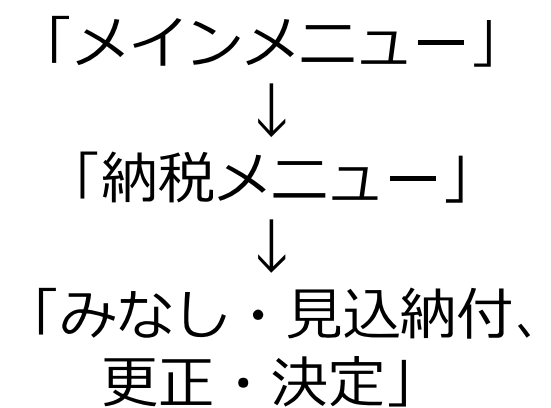 「メインメニュー」
↓
「納税メニュー」
↓
「みなし・見込納付、
更正・決定」